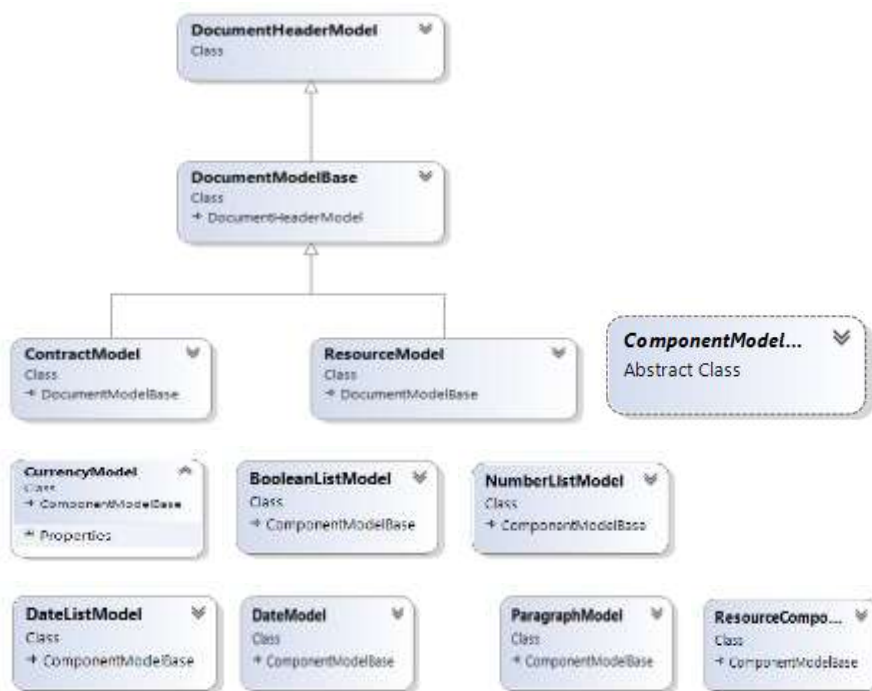 DocumentHeaderModel
Class
DocumentModelBase
Class
DocumentHeaderModel
ContractModel
Class
DocumentModelBase
ResourceModel
Class
DocumentModelBase
ComponentModel...
Abstract Class
CurrencyModel
Class
ComponentModelBase
Properties
BooleanListModel
Class
ComponentModelBase
NumberListModel
Class
ComponentModelBase
DateListModel
Class
ComponentModelBase
DateModel
Class
ComponentModelBase
ParagraphModel
Class
ComponentModelBase
ResourceCompo...
Class
ComponentModelBase